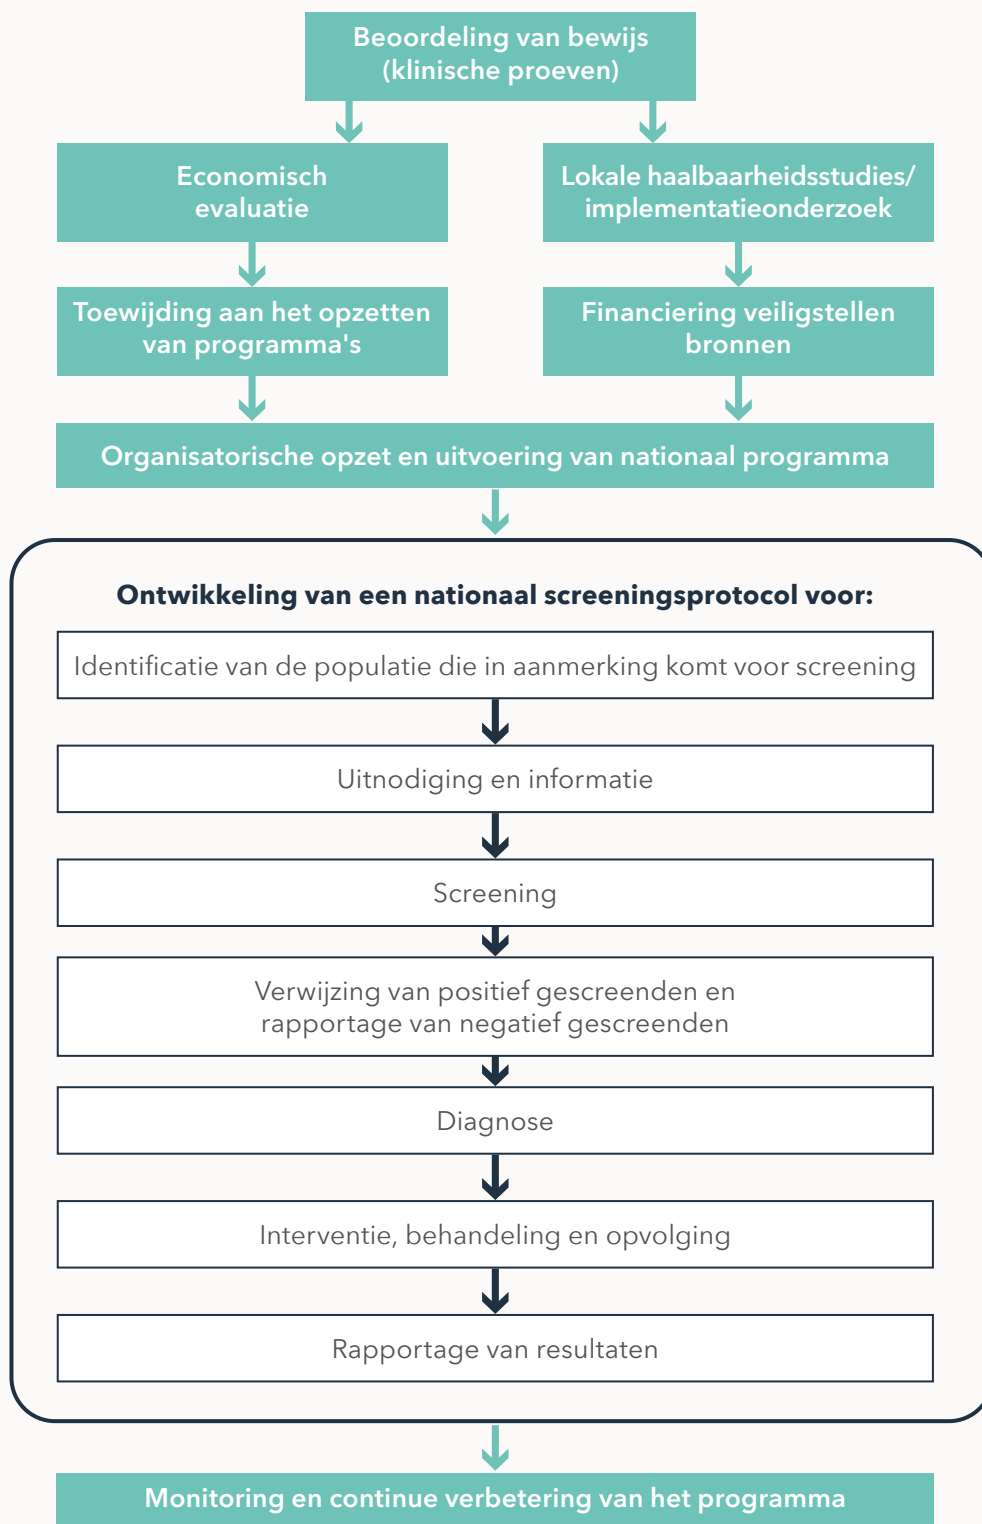 Beoordeling van bewijs
(klinische proeven)
Economisch
evaluatie
Lokale haalbaarheidsstudies/
implementatieonderzoek
Toewijding aan het opzetten
van programma's
Financiering veiligstellen
bronnen
Organisatorische opzet en uitvoering van nationaal programma
Ontwikkeling van een nationaal screeningsprotocol voor:
Identificatie van de populatie die in aanmerking komt voor screening
Uitnodiging en informatie
Screening
Verwijzing van positief gescreenden en
rapportage van negatief gescreenden
Diagnose
Interventie, behandeling en opvolging
Rapportage van resultaten
Monitoring en continue verbetering van het programma